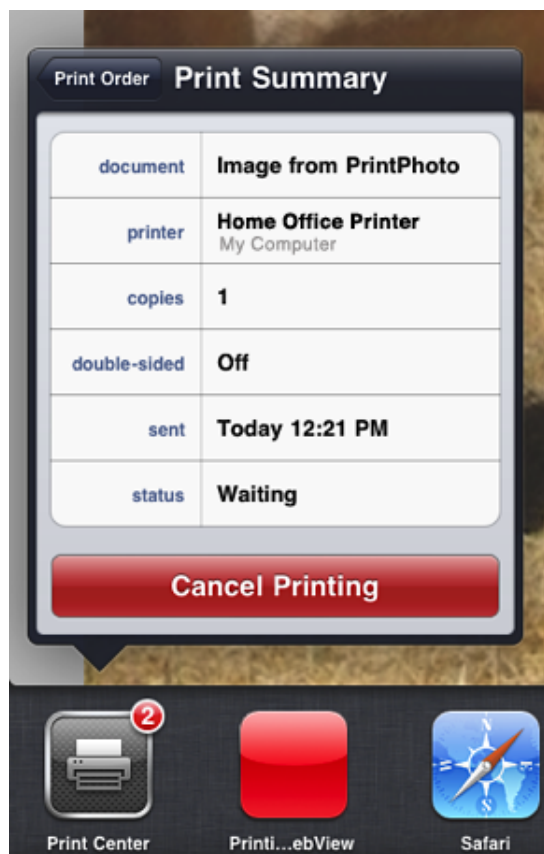 Print Order
Print Summary
document Image from PrintPhoto
printer Home Office Printer
My Computer
copies 1
double-sided Off
sent Today 12:21 PM
status Waiting
Cancel Printing
2
Print Center Printi...ebView Safari